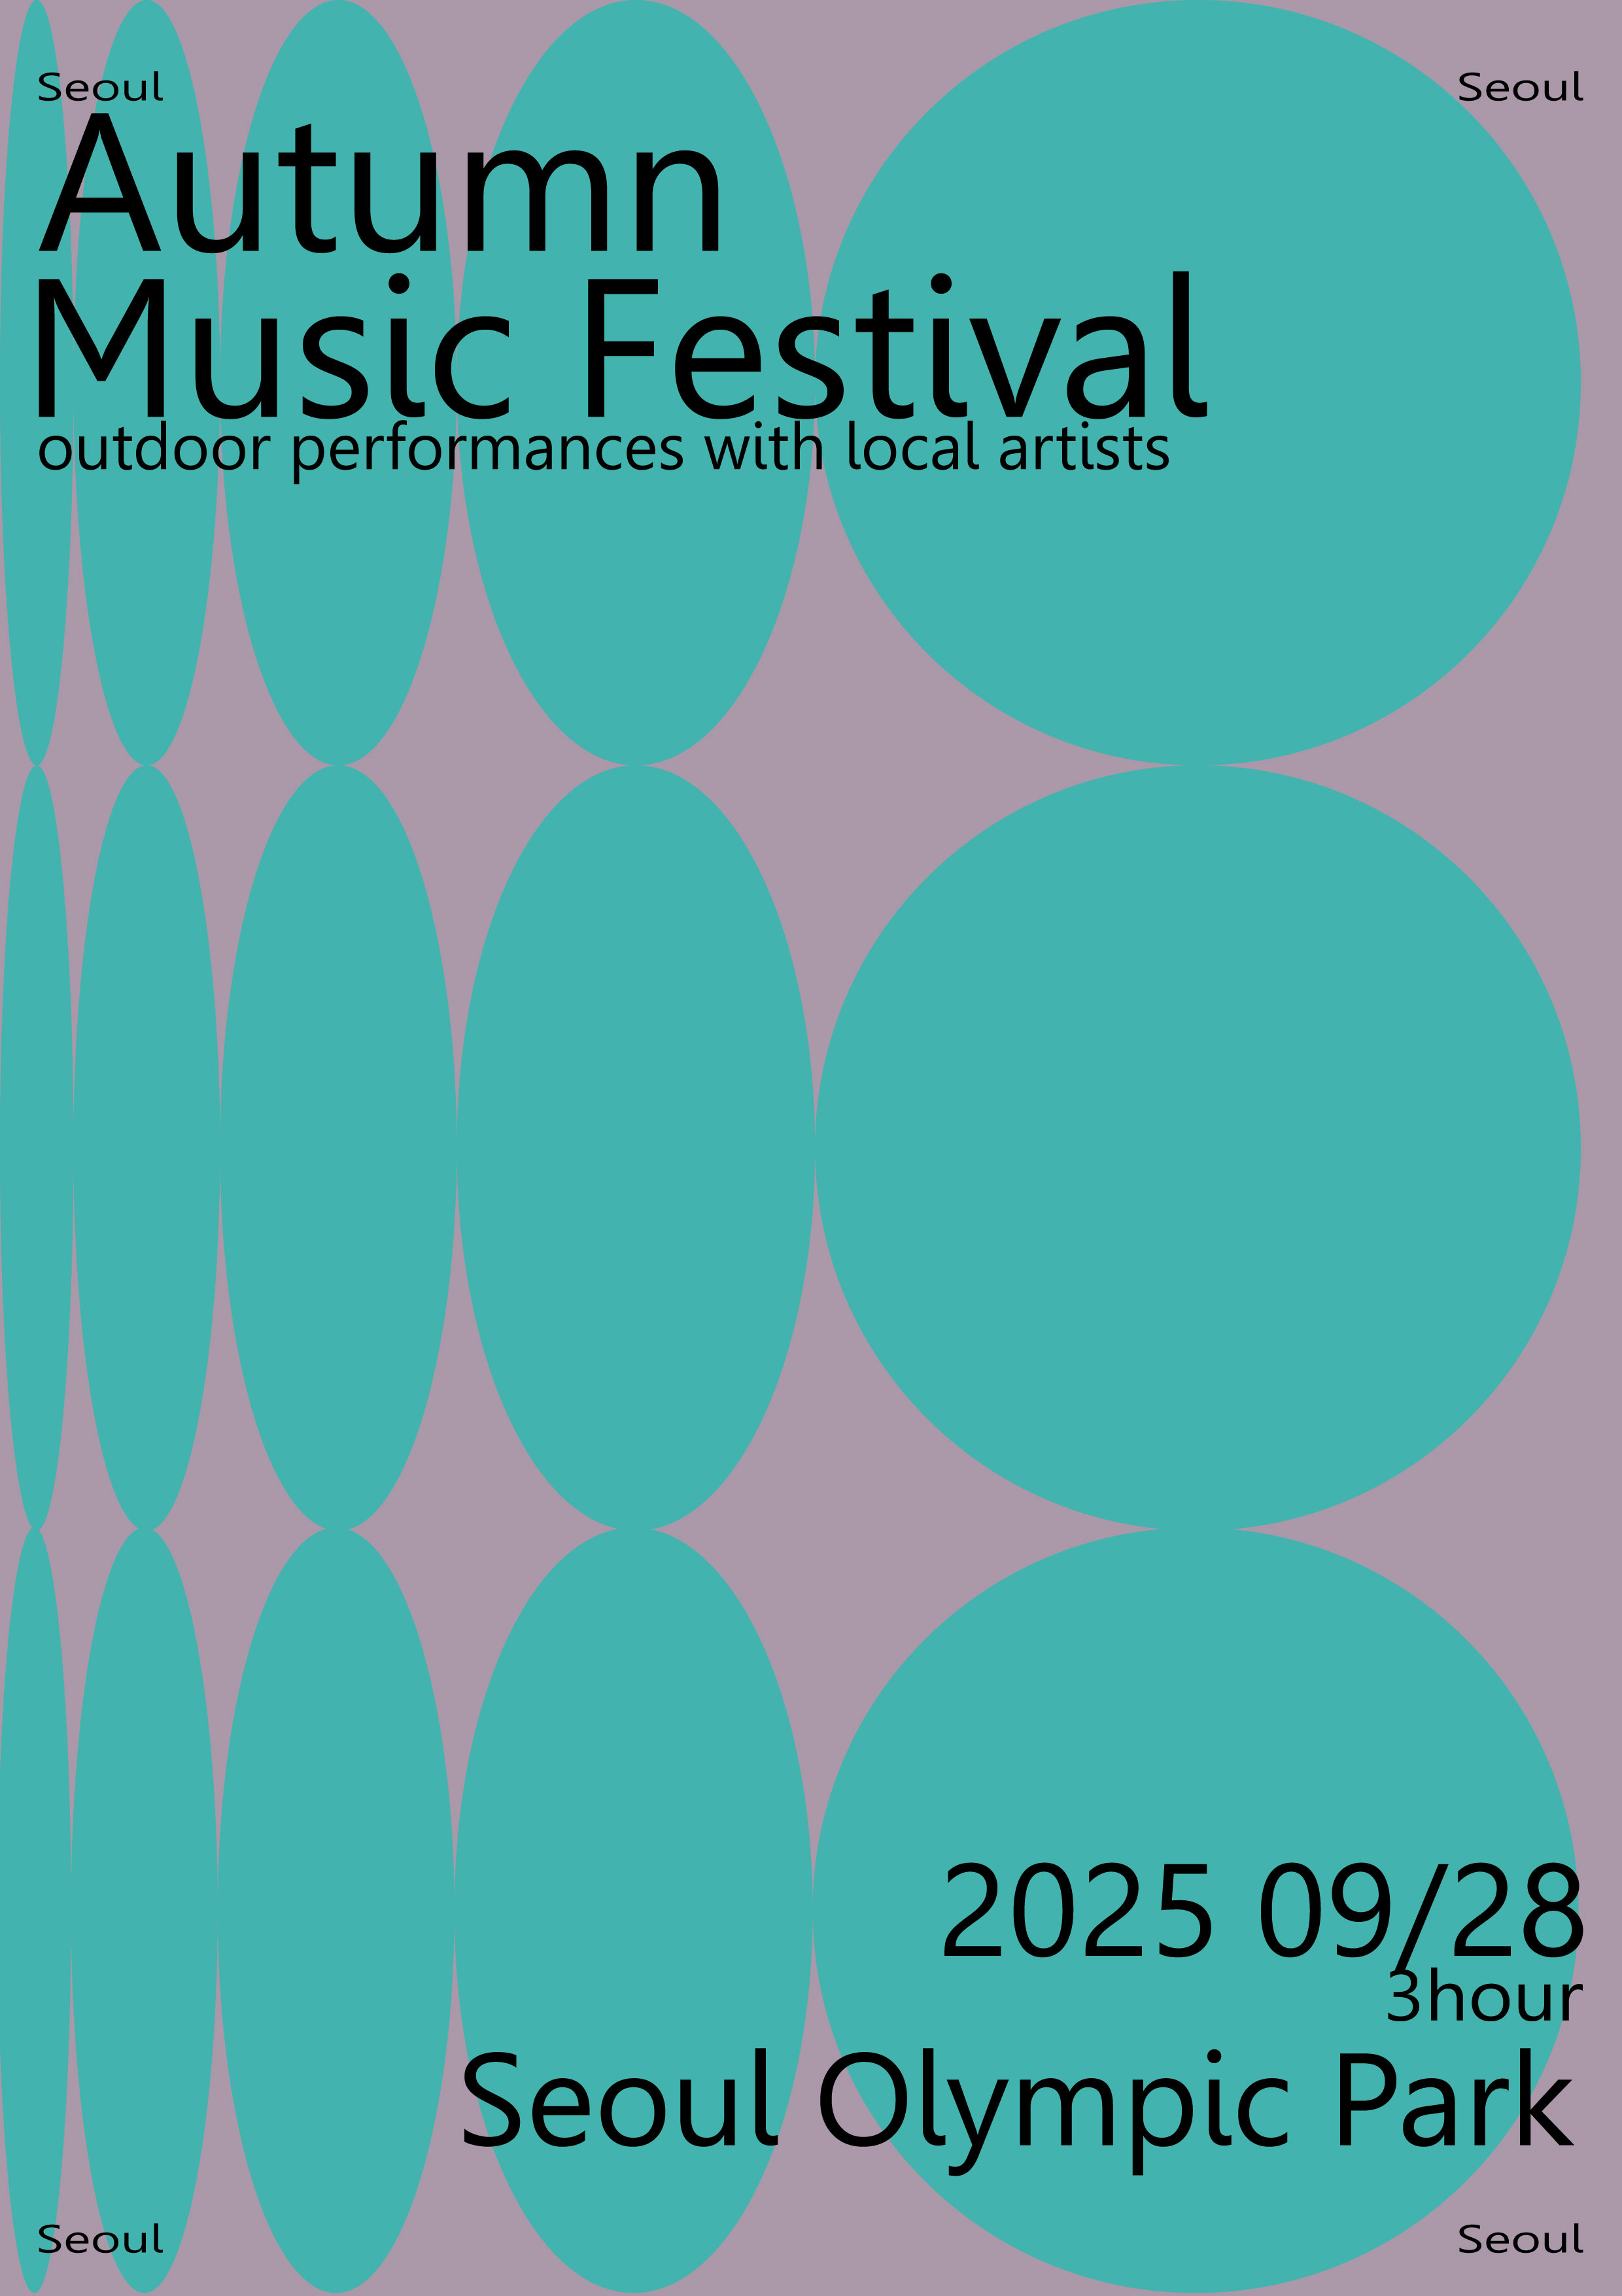 Seoul
Seoul
Autumn
Music Festival
outdoor performances with local artists
2025 09/28
3hour
Seoul Olympic Park
Seoul
Seoul